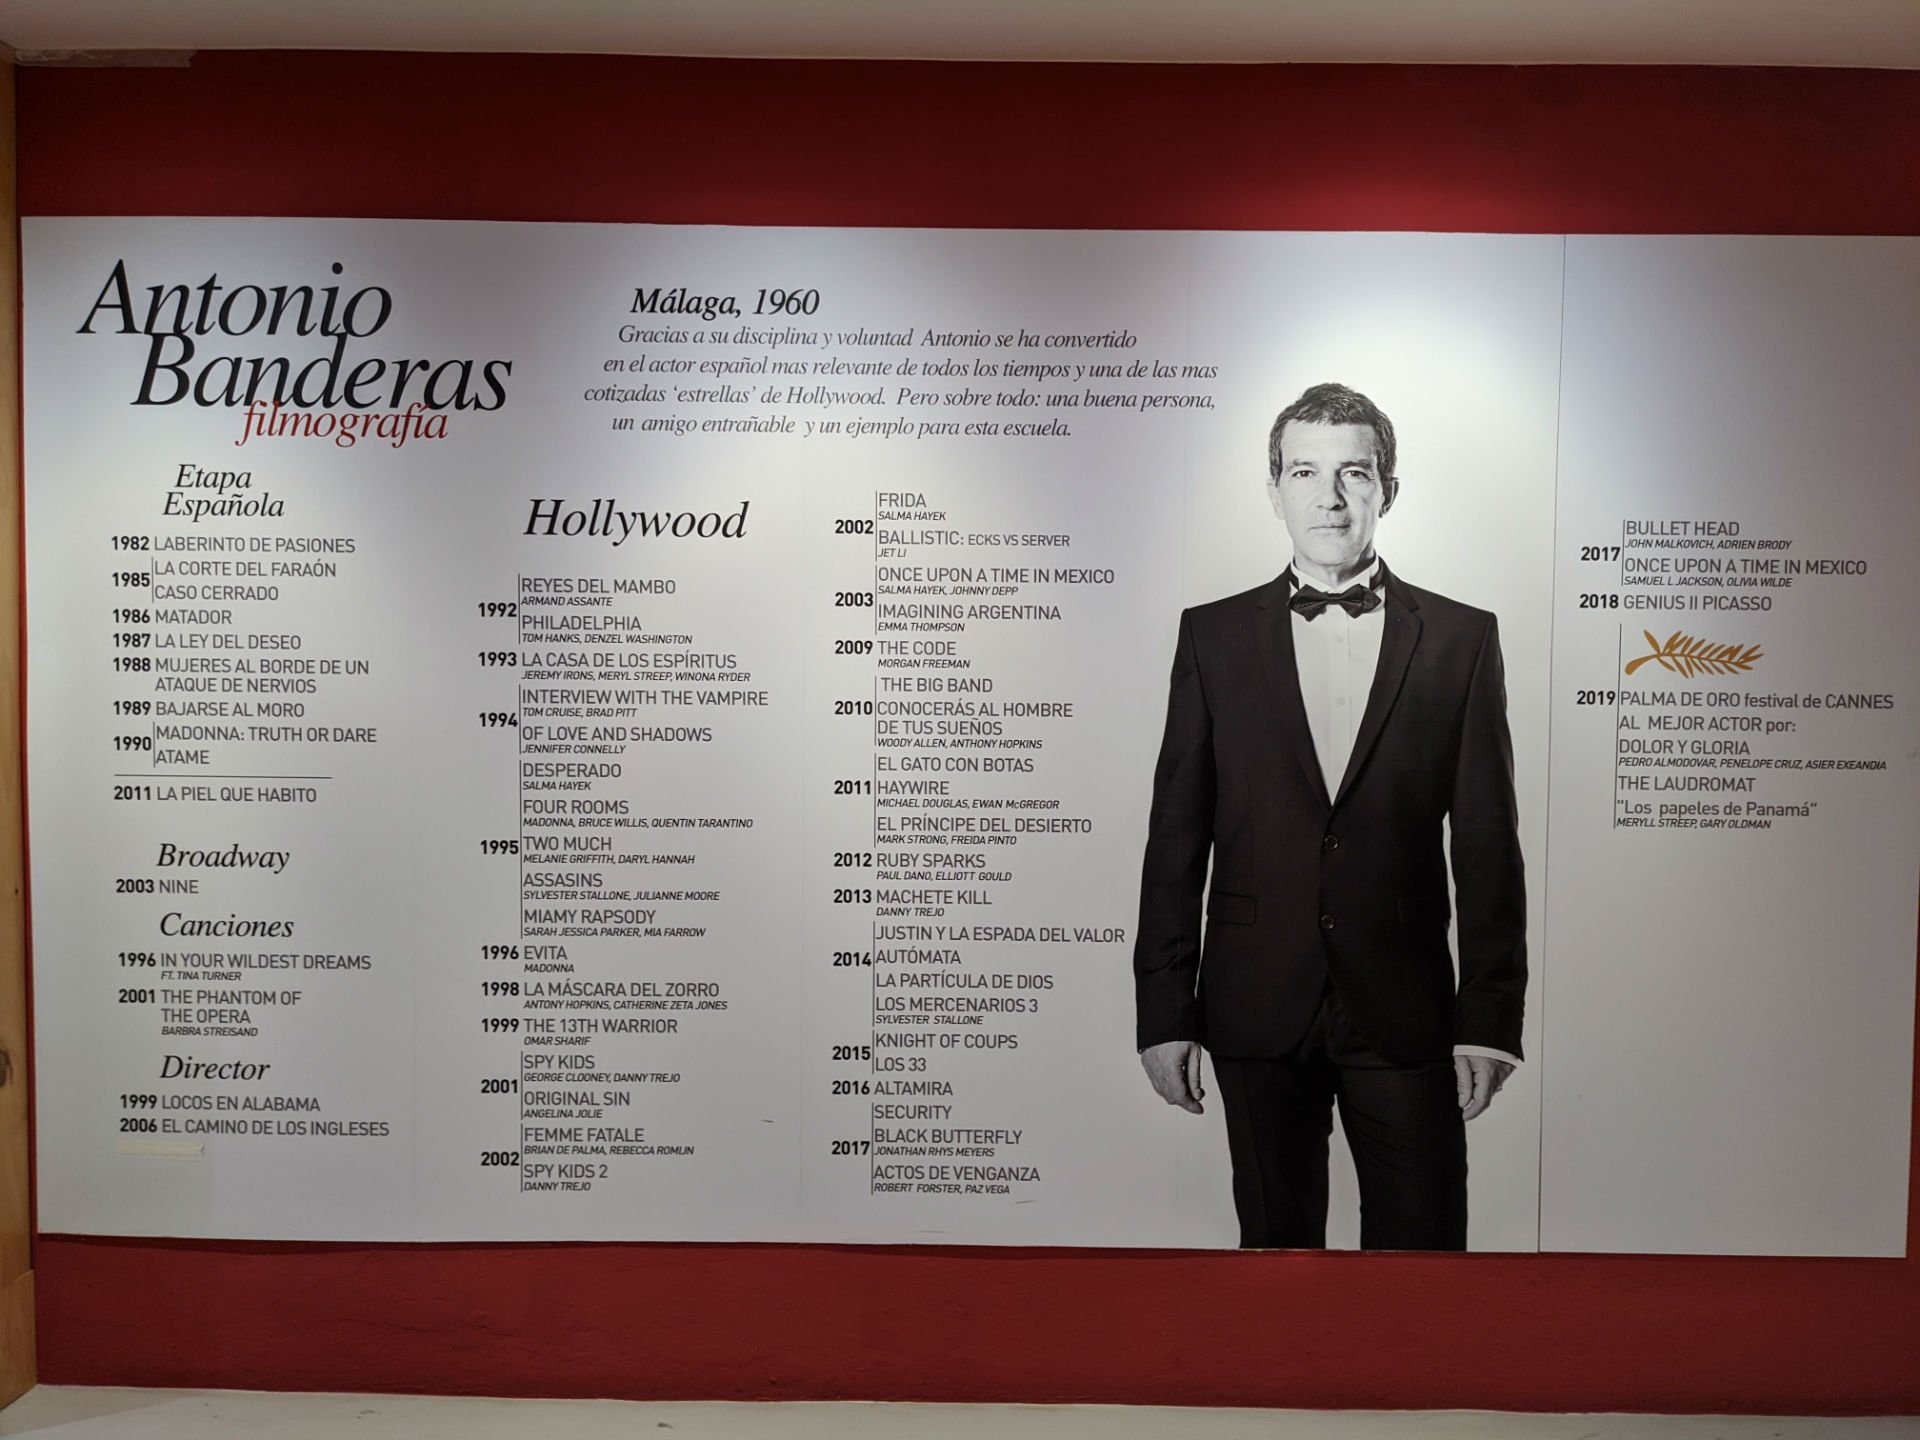 Antonio
Banderas
filmografía
Málaga, 1960
Gracias a su disciplina y voluntad Antonio se ha convertido
en el actor español mas relevante de todos los tiempos y una de las mas
cotizadas ‘estrellas’ de Hollywood. Pero sobre todo: una buena persona,
un amigo entrañable y un ejemplo para esta escuela.
Etapa
Española
1982 LABERINTO DE PASIONES
1985 LA CORTE DEL FARAÓN
CASO CERRADO
1986 MATADOR
1987 LA LEY DEL DESEO
1988 MUJERES AL BORDE DE UN
ATAQUE DE NERVIOS
1989 BAJARSE AL MORO
1990 MADONNA: TRUTH OR DARE
ATAME
2011 LA PIEL QUE HABITO
Broadway
2003 NINE
Canciones
1996 IN YOUR WILDEST DREAMS
FT. TINA TURNER
2001 THE PHANTOM OF
THE OPERA
BARBRA STREISAND
Director
1999 LOCOS EN ALABAMA
2006 EL CAMINO DE LOS INGLESES
Hollywood
1992 REYES DEL MAMBO
ARMAND ASSANTE
PHILADELPHIA
TOM HANKS, DENZEL WASHINGTON
1993 LA CASA DE LOS ESPÍRITUS
JEREMY IRONS, MERYL STREEP, WINONA RYDER
1994 INTERVIEW WITH THE VAMPIRE
TOM CRUISE, BRAD PITT
OF LOVE AND SHADOWS
JENNIFER CONNELLY
1995 DESPERADO
SALMA HAYEK
FOUR ROOMS
MADONNA, BRUCE WILLIS, QUENTIN TARANTINO
TWO MUCH
MELANIE GRIFFITH, DARYL HANNAH
ASSASINS
SYLVESTER STALLONE, JULIANNE MOORE
MIAMY RAPSODY
SARAH JESSICA PARKER, MIA FARROW
1996 EVITA
MADONNA
1998 LA MÁSCARA DEL ZORRO
ANTONY HOPKINS, CATHERINE ZETA JONES
1999 THE 13TH WARRIOR
OMAR SHARIF
2001 SPY KIDS
GEORGE CLOONEY, DANNY TREJO
ORIGINAL SIN
ANGELINA JOLIE
2002 FEMME FATALE
BRIAN DE PALMA, REBECCA ROMIJN
SPY KIDS 2
DANNY TREJO
2002 FRIDA
SALMA HAYEK
BALLISTIC: ECKS VS SERVER
JET LI
2003 ONCE UPON A TIME IN MEXICO
SALMA HAYEK, JOHNNY DEPP
IMAGINING ARGENTINA
EMMA THOMPSON
2009 THE CODE
MORGAN FREEMAN
2010 THE BIG BAND
CONOCERÁS AL HOMBRE
DE TUS SUEÑOS
WOODY ALLEN, ANTHONY HOPKINS
2011 EL GATO CON BOTAS
HAYWIRE
MICHAEL DOUGLAS, EWAN McGREGOR
EL PRÍNCIPE DEL DESIERTO
MARK STRONG, FREIDA PINTO
2012 RUBY SPARKS
PAUL DANO, ELLIOTT GOULD
2013 MACHETE KILL
DANNY TREJO
2014 JUSTIN Y LA ESPADA DEL VALOR
AUTÓMATA
LA PARTÍCULA DE DIOS
LOS MERCENARIOS 3
SYLVESTER STALLONE
2015 KNIGHT OF COUPS
LOS 33
2016 ALTAMIRA
2017 SECURITY
BLACK BUTTERFLY
JONATHAN RHYS MEYERS
ACTOS DE VENGANZA
ROBERT FORSTER, PAZ VEGA
2017 BULLET HEAD
JOHN MALKOVICH, ADRIEN BRODY
ONCE UPON A TIME IN MEXICO
SAMUEL L JACKSON, OLIVIA WILDE
2018 GENIUS II PICASSO
2019 PALMA DE ORO festival de CANNES
AL MEJOR ACTOR por:
DOLOR Y GLORIA
PEDRO ALMODOVAR, PENELOPE CRUZ, ASIER EXEANDIA
THE LAUDROMAT
"Los papeles de Panamá"
MERYLL STREEP, GARY OLDMAN